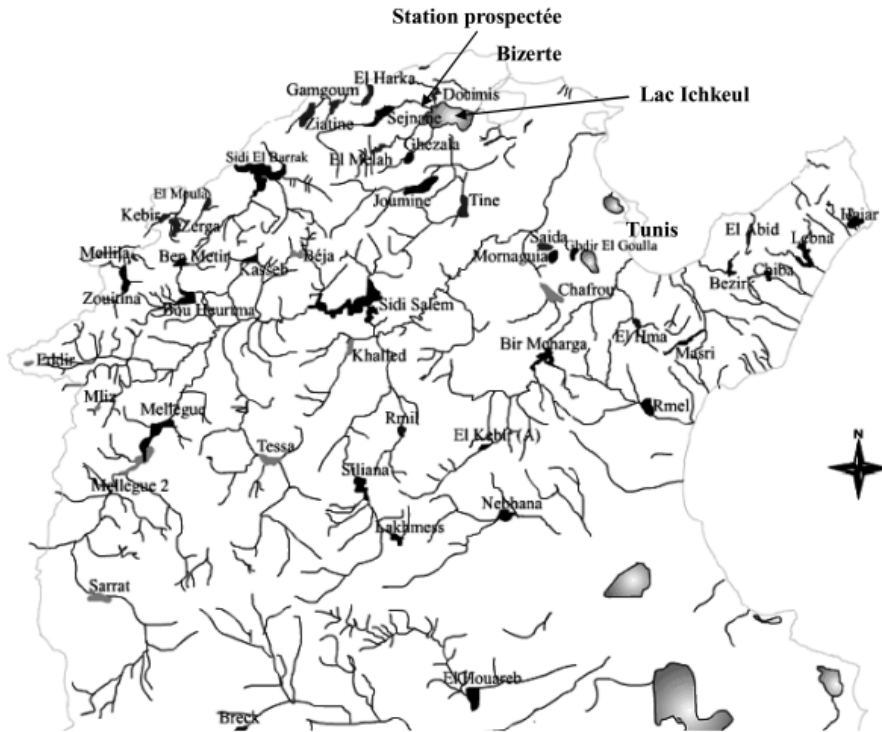 Station prospectée
Bizerte
El Harka
Gamgoum
Docimis
Lac Ichkeul
Ziatine
Sejnane
Ghezala
El Melah
Sidi El Barrak
Joumine
Tine
El Moula
Kebir
Zerga
Hajar
Tunis
El Abid
Lebna
Saida
Ghdir El Goulla
Mornaguia
Mellila
Ben Metir
Béja
Kasseb
Chiba
Bezirk
Zouitina
Bou Heurtma
Sidi Salem
Chafrou
El Hma
Bir Mcharga
Masri
Khalled
Eddir
Mliz
Mellegue
Rmel
Rmil
El Kebir (A)
Tessa
N
Siliana
Mellegue 2
Nebhana
Lakhmess
Sarrat
El Houareb
Breck